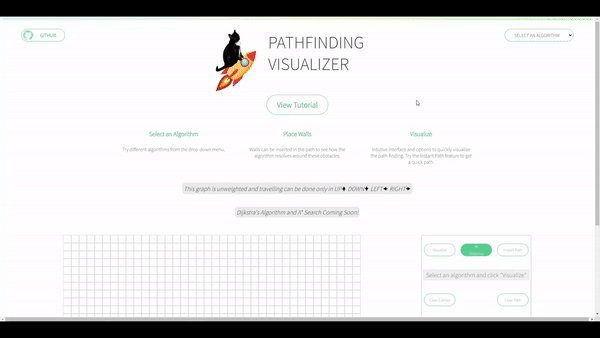 GITHUB
PATHFINDING
VISUALIZER
SELECT AN ALGORITHM
View Tutorial
Select an Algorithm
Try different algorithms from the drop down menu.
Place Walls
Walls can be inserted in the path to see how the
algorithm resolves around these obstacles.
Visualize
Intuitive interface and options to quickly visualize
the path finding. Try the Instant Path feature to get
a quick path.
This graph is unweighted and travelling can be done only in UP DOWN LEFT RIGHT
Dijkstra's Algorithm and A* Search Coming Soon!
Visualize
Instant Path
Select an algorithm and click "Visualize"
Clear Canvas
Clear Path